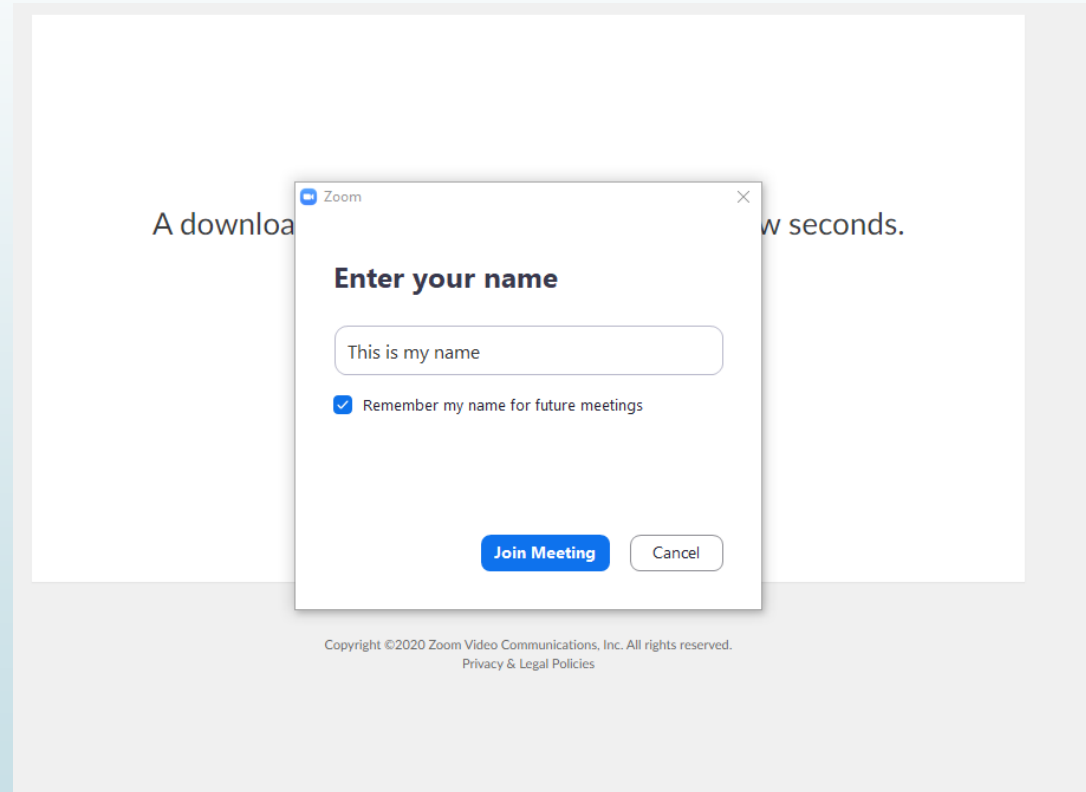 Zoom
A downloa
w seconds.
Enter your name
This is my name
Remember my name for future meetings
Join Meeting
Cancel
Copyright ©2020 Zoom Video Communications, Inc. All rights reserved.
Privacy & Legal Policies